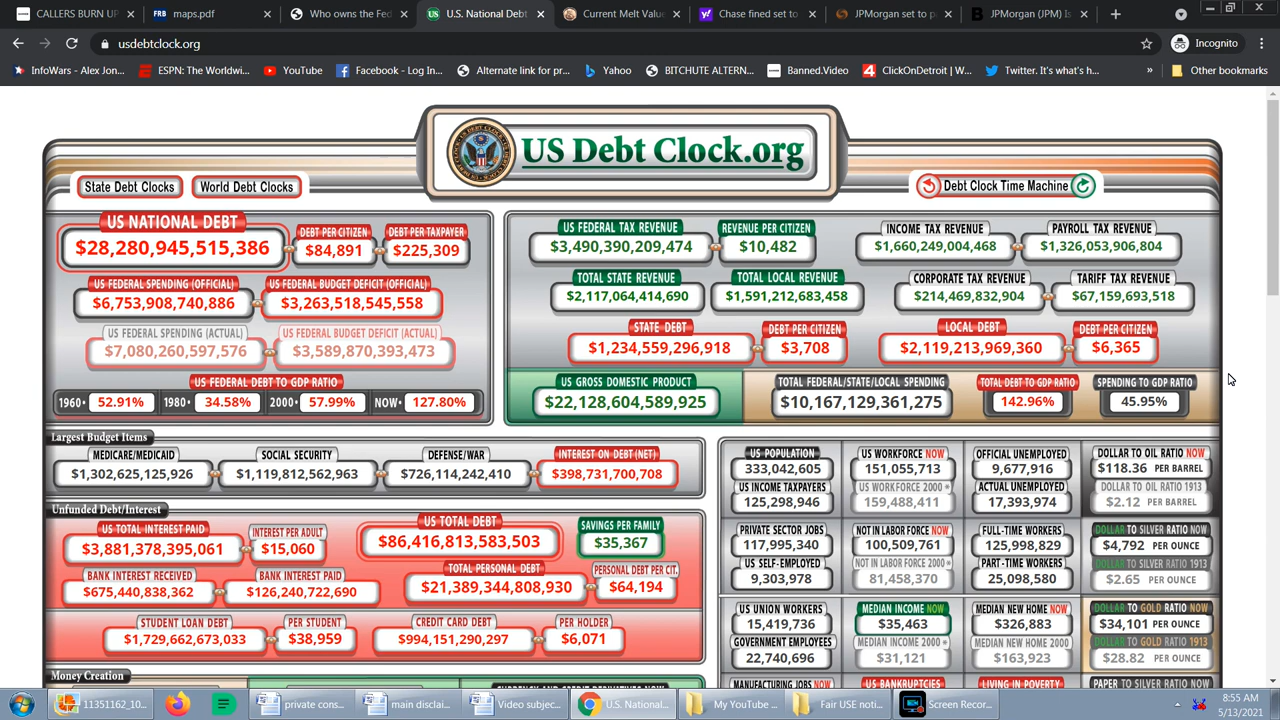 CALLERS BURN UP
maps.pdf
Who owns the Fed
U.S. National Debt
Current Melt Value
Chase fined set to
JPMorgan set to p
JPMorgan (JPM) Is
usdebtclock.org
Incognito
InfoWars - Alex Jon...
ESPN: The Worldwi...
YouTube
Facebook - Log In...
Alternate link for pr...
Yahoo
BITCHUTE ALTERN...
Banned.Video
ClickOnDetroit | W...
Twitter. It's what's h...
»
Other bookmarks
US Debt Clock.org
State Debt Clocks
World Debt Clocks
Debt Clock Time Machine
US NATIONAL DEBT
$28,280,945,515,386
DEBT PER CITIZEN
$84,891
DEBT PER TAXPAYER
$225,309
US FEDERAL SPENDING (OFFICIAL)
$6,753,908,740,886
US FEDERAL BUDGET DEFICIT (OFFICIAL)
$3,263,518,545,558
US FEDERAL SPENDING (ACTUAL)
$7,080,260,597,576
US FEDERAL BUDGET DEFICIT (ACTUAL)
$3,589,870,393,473
US FEDERAL DEBT TO GDP RATIO
1960• 52.91% 1980• 34.58% 2000• 57.99% NOW• 127.80%
US FEDERAL TAX REVENUE
$3,490,390,209,474
REVENUE PER CITIZEN
$10,482
INCOME TAX REVENUE
$1,660,249,004,468
PAYROLL TAX REVENUE
$1,326,053,906,804
TOTAL STATE REVENUE
$2,117,064,414,690
TOTAL LOCAL REVENUE
$1,591,212,683,458
CORPORATE TAX REVENUE
$214,469,832,904
TARIFF TAX REVENUE
$67,159,693,518
STATE DEBT
$1,234,559,296,918
DEBT PER CITIZEN
$3,708
LOCAL DEBT
$2,119,213,969,360
DEBT PER CITIZEN
$6,365
US GROSS DOMESTIC PRODUCT
$22,128,604,589,925
TOTAL FEDERAL/STATE/LOCAL SPENDING
$10,167,129,361,275
TOTAL DEBT TO GDP RATIO
142.96%
SPENDING TO GDP RATIO
45.95%
Largest Budget Items
MEDICARE/MEDICAID
$1,302,625,125,926
SOCIAL SECURITY
$1,119,812,562,963
DEFENSE/WAR
$726,114,242,410
INTEREST ON DEBT (NET)
$398,731,700,708
Unfunded Debt/Interest
US TOTAL INTEREST PAID
$3,881,378,395,061
INTEREST PER ADULT
$15,060
US TOTAL DEBT
$86,416,813,583,503
SAVINGS PER FAMILY
$35,367
BANK INTEREST RECEIVED
$675,440,838,362
BANK INTEREST PAID
$126,240,722,690
TOTAL PERSONAL DEBT
$21,389,344,808,930
PERSONAL DEBT PER CIT.
$64,194
STUDENT LOAN DEBT
$1,729,662,673,033
PER STUDENT
$38,959
CREDIT CARD DEBT
$994,151,290,297
PER HOLDER
$6,071
Money Creation
US POPULATION
333,042,605
US WORKFORCE NOW
151,055,713
OFFICIAL UNEMPLOYED
9,677,916
DOLLAR TO OIL RATIO NOW
$118.36 PER BARREL
US INCOME TAXPAYERS
125,298,946
US WORKFORCE 2000
159,488,411
ACTUAL UNEMPLOYED
17,393,974
DOLLAR TO OIL RATIO 1913
$2.12 PER BARREL
PRIVATE SECTOR JOBS
117,995,340
NOT IN LABOR FORCE NOW
100,509,761
FULL-TIME WORKERS
125,998,829
DOLLAR TO SILVER RATIO NOW
$4,792 PER OUNCE
US SELF-EMPLOYED
9,303,978
NOT IN LABOR FORCE 2000
81,458,370
PART-TIME WORKERS
25,098,580
DOLLAR TO SILVER RATIO 1913
$2.65 PER OUNCE
US UNION WORKERS
15,419,736
MEDIAN INCOME NOW
$35,463
MEDIAN NEW HOME NOW
$326,883
DOLLAR TO GOLD RATIO NOW
$34,101 PER OUNCE
GOVERNMENT EMPLOYEES
22,740,696
MEDIAN INCOME 2000
$31,121
MEDIAN NEW HOME 2000
$163,923
DOLLAR TO GOLD RATIO 1913
$28.82 PER OUNCE
MANUFACTURING JOBS NOW
US BANKRUPTCIES
LIVING IN POVERTY
11351162_10...
private cons...
main disclai...
Video subjec...
U.S. National...
My YouTube ...
Fair USE noti...
Screen Recor...
8:55 AM
5/13/2021